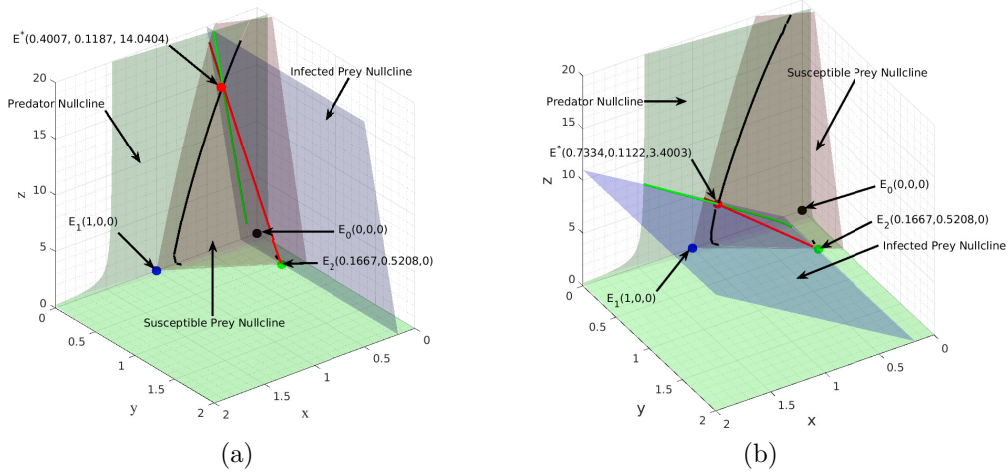 E*(0.4007, 0.1187, 14.0404)
Infected Prey Nullcline
Predator Nullcline
E1(1,0,0)
E0(0,0,0)
E2(0.1667,0.5208,0)
Susceptible Prey Nullcline
z
20
15
10
5
0
0
0.5
1
1.5
2
y
2
1.5
1
0.5
0
x
(a)
Susceptible Prey Nullcline
Predator Nullcline
E*(0.7334,0.1122,3.4003)
E0(0,0,0)
E2(0.1667,0.5208,0)
Infected Prey Nullcline
E1(1,0,0)
z
20
15
10
5
0
0
0.5
1
1.5
2
y
2
1.5
1
0.5
0
x
(b)